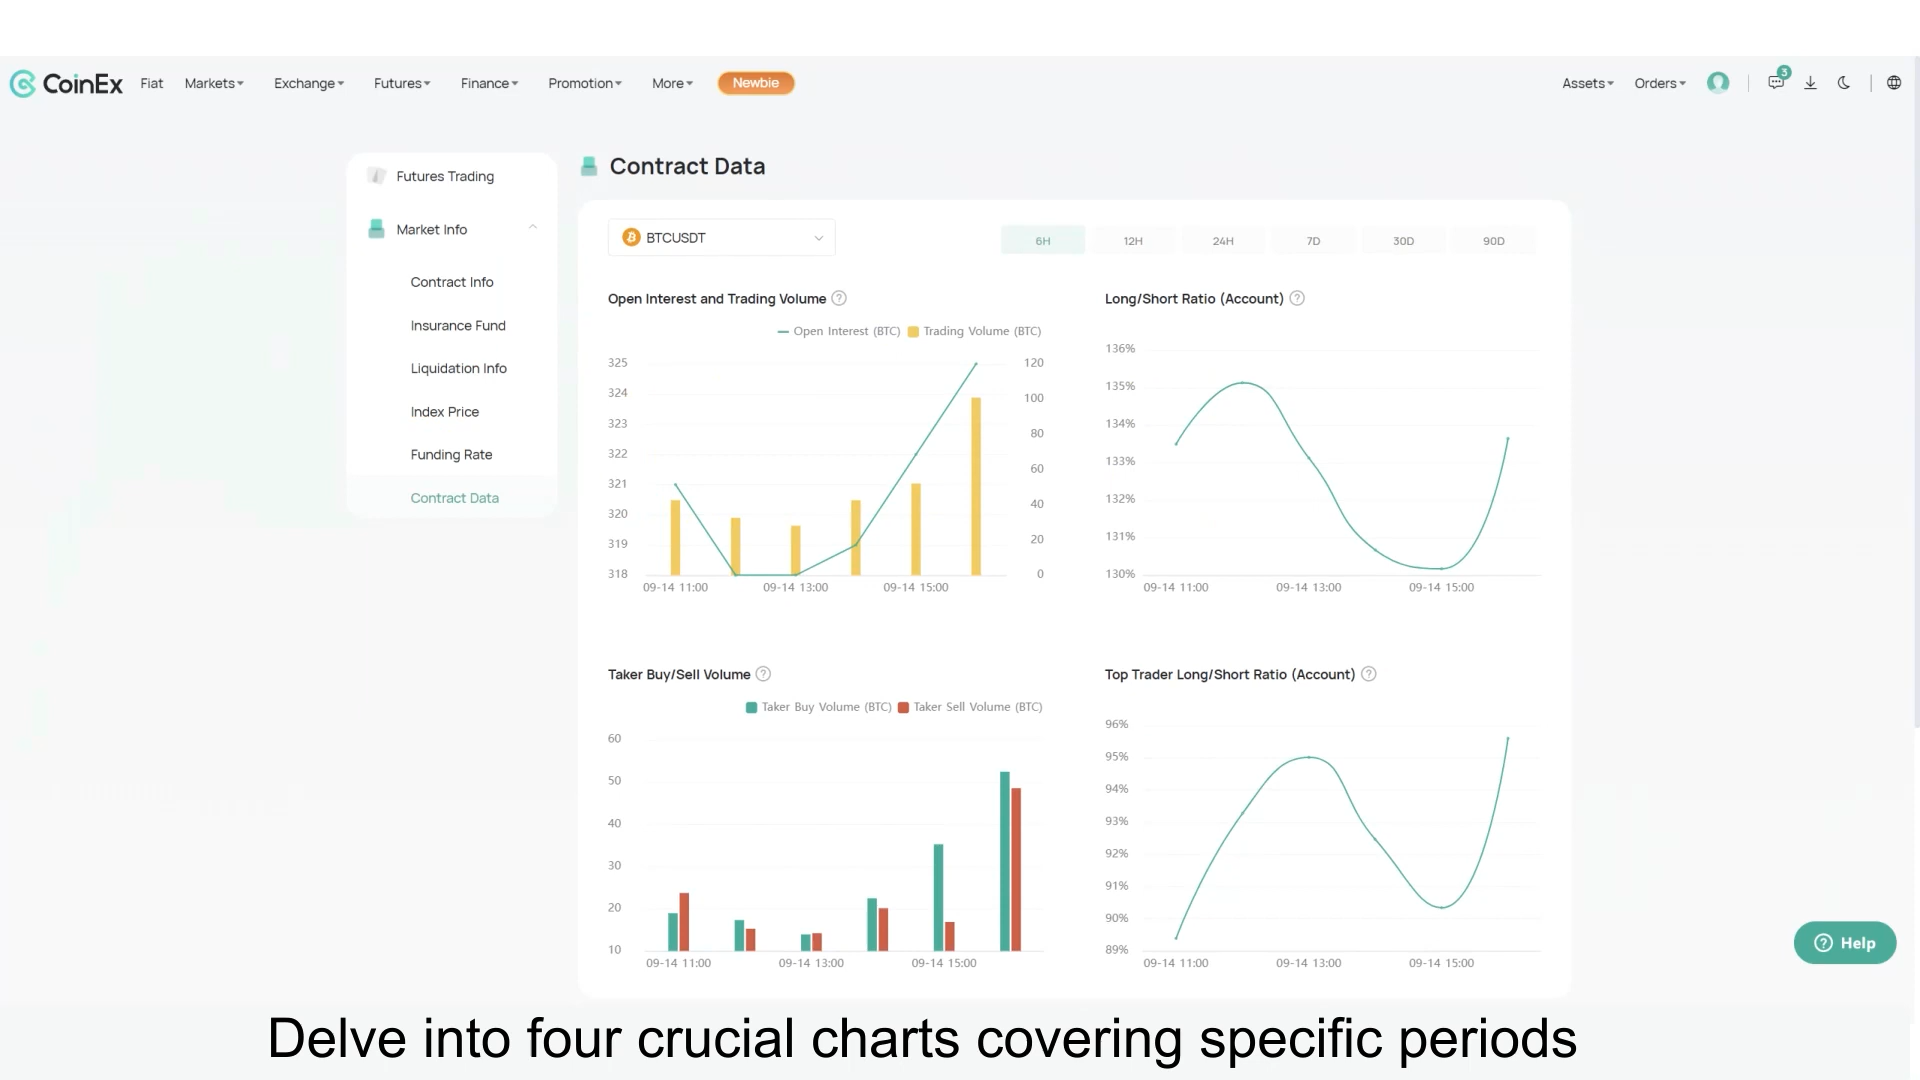 CoinEx Fiat Markets Exchange Futures Finance Promotion More Newbie Assets Orders 3
Futures Trading
Market Info
Contract Info
Insurance Fund
Liquidation Info
Index Price
Funding Rate
Contract Data
Contract Data
BTCUSDT
6H 12H 24H 7D 30D 90D
Open Interest and Trading Volume ?
Open Interest (BTC) Trading Volume (BTC)
325 120
324 100
323 80
322 60
321 40
320 20
319 0
318
09-14 11:00 09-14 13:00 09-14 15:00
Long/Short Ratio (Account) ?
136%
135%
134%
133%
132%
131%
130%
09-14 11:00 09-14 13:00 09-14 15:00
Taker Buy/Sell Volume ?
Taker Buy Volume (BTC) Taker Sell Volume (BTC)
60
50
40
30
20
10
09-14 11:00 09-14 13:00 09-14 15:00
Top Trader Long/Short Ratio (Account) ?
96%
95%
94%
93%
92%
91%
90%
89%
09-14 11:00 09-14 13:00 09-14 15:00
? Help
Delve into four crucial charts covering specific periods